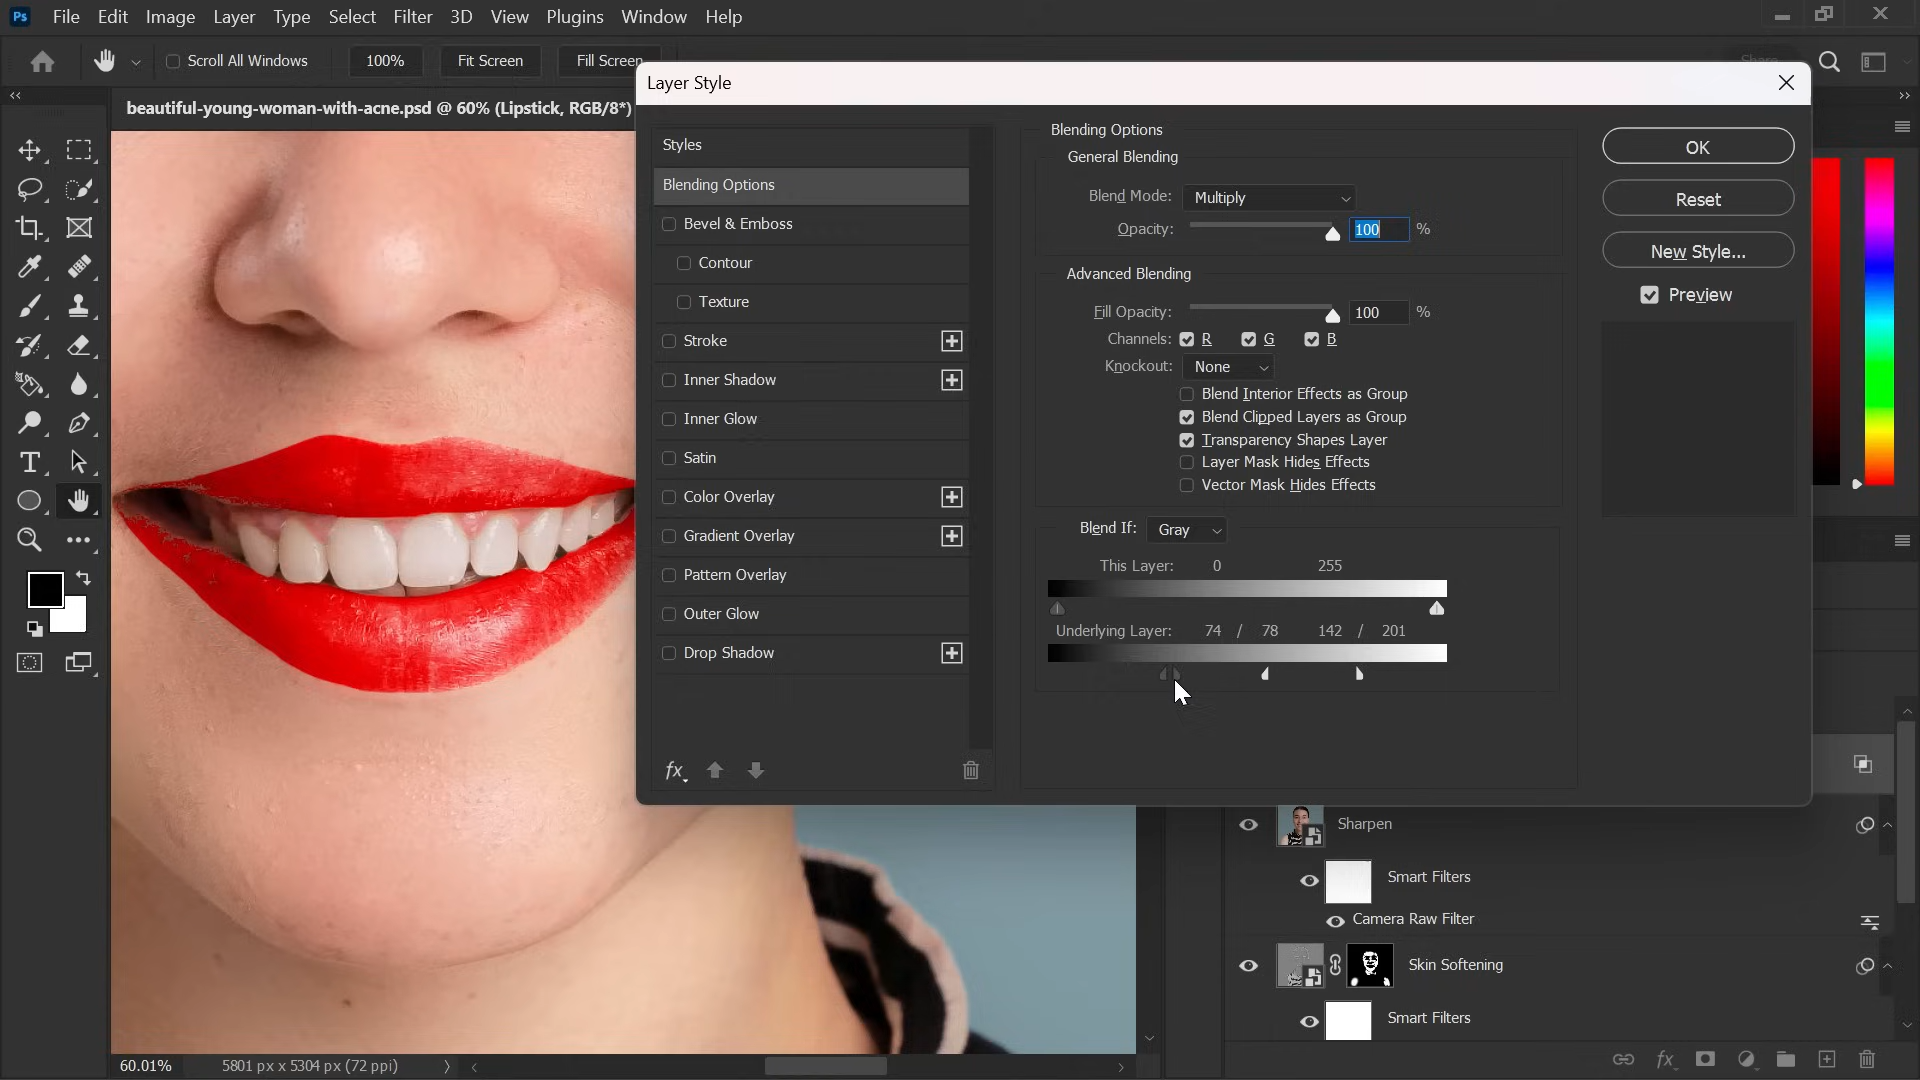 Ps File Edit Image Layer Type Select Filter 3D View Plugins Window Help
Scroll All Windows 100% Fit Screen Fill Screen
beautiful-young-woman-with-acne.psd @ 60% (Lipstick, RGB/8*)
Layer Style
Styles
Blending Options
Bevel & Emboss
Contour
Texture
Stroke
Inner Shadow
Inner Glow
Satin
Color Overlay
Gradient Overlay
Pattern Overlay
Outer Glow
Drop Shadow
fx
Blending Options
General Blending
Blend Mode: Multiply
Opacity: 100 %
Advanced Blending
Fill Opacity: 100 %
Channels: R G B
Knockout: None
Blend Interior Effects as Group
Blend Clipped Layers as Group
Transparency Shapes Layer
Layer Mask Hides Effects
Vector Mask Hides Effects
Blend If: Gray
This Layer: 0 255
Underlying Layer: 74 / 78 142 / 201
OK
Reset
New Style...
Preview
Share
Sharpen
Smart Filters
Camera Raw Filter
Skin Softening
Smart Filters
fx
60.01% 5801 px x 5304 px (72 ppi)